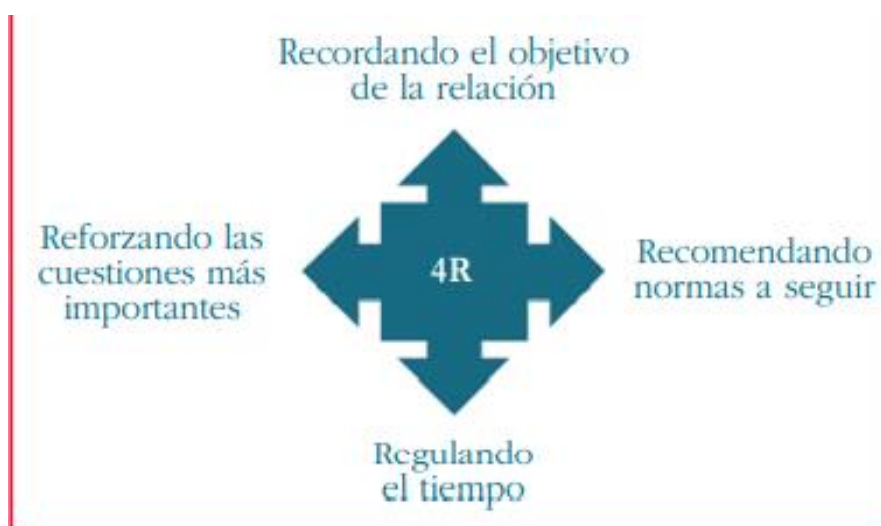 Recordando el objetivo
de la relación
Reforzando las
cuestiones más
importantes
4R
Recomendando
normas a seguir
Regulando
el tiempo